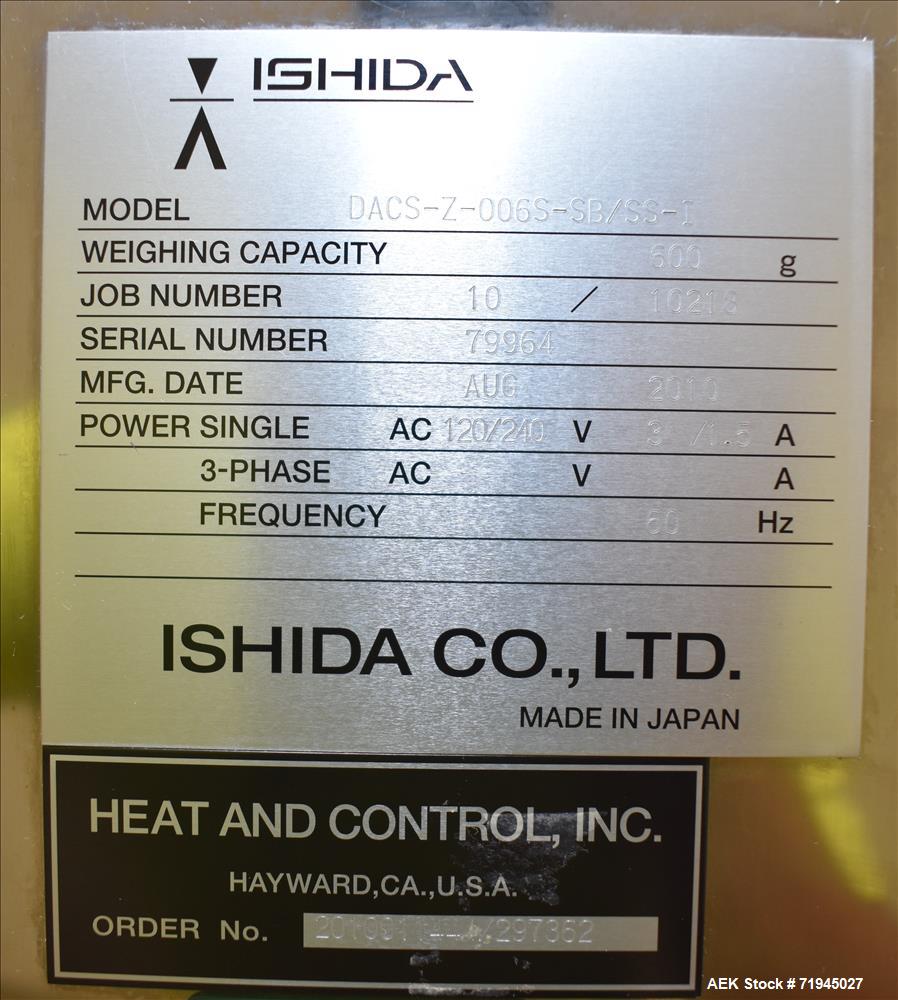 ISHIDA
MODEL DACS-Z-006S-SB/SS-I
WEIGHING CAPACITY 600 g
JOB NUMBER 10 / 10218
SERIAL NUMBER 79964
MFG. DATE AUG 2010
POWER SINGLE AC 120/240 V 3 /1.5 A
3-PHASE AC V A
FREQUENCY 60 Hz
ISHIDA CO., LTD.
MADE IN JAPAN
HEAT AND CONTROL, INC.
HAYWARD,CA.,U.S.A.
ORDER No.
AEK Stock # 71945027